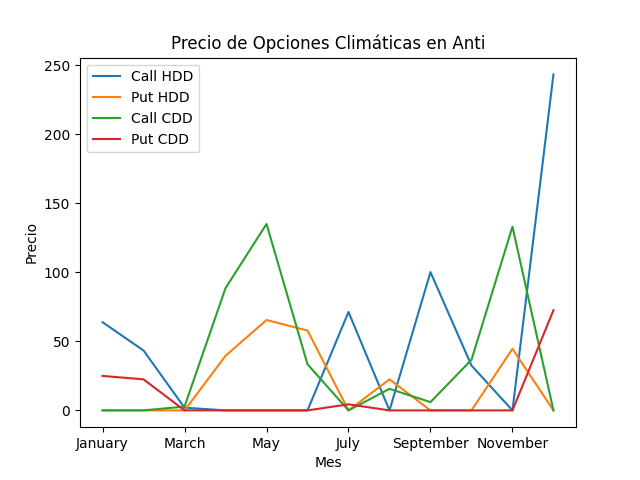 Precio de Opciones Climáticas en Anti
Call HDD
Put HDD
Call CDD
Put CDD
Precio
250
200
150
100
50
0
January March May July September November
Mes